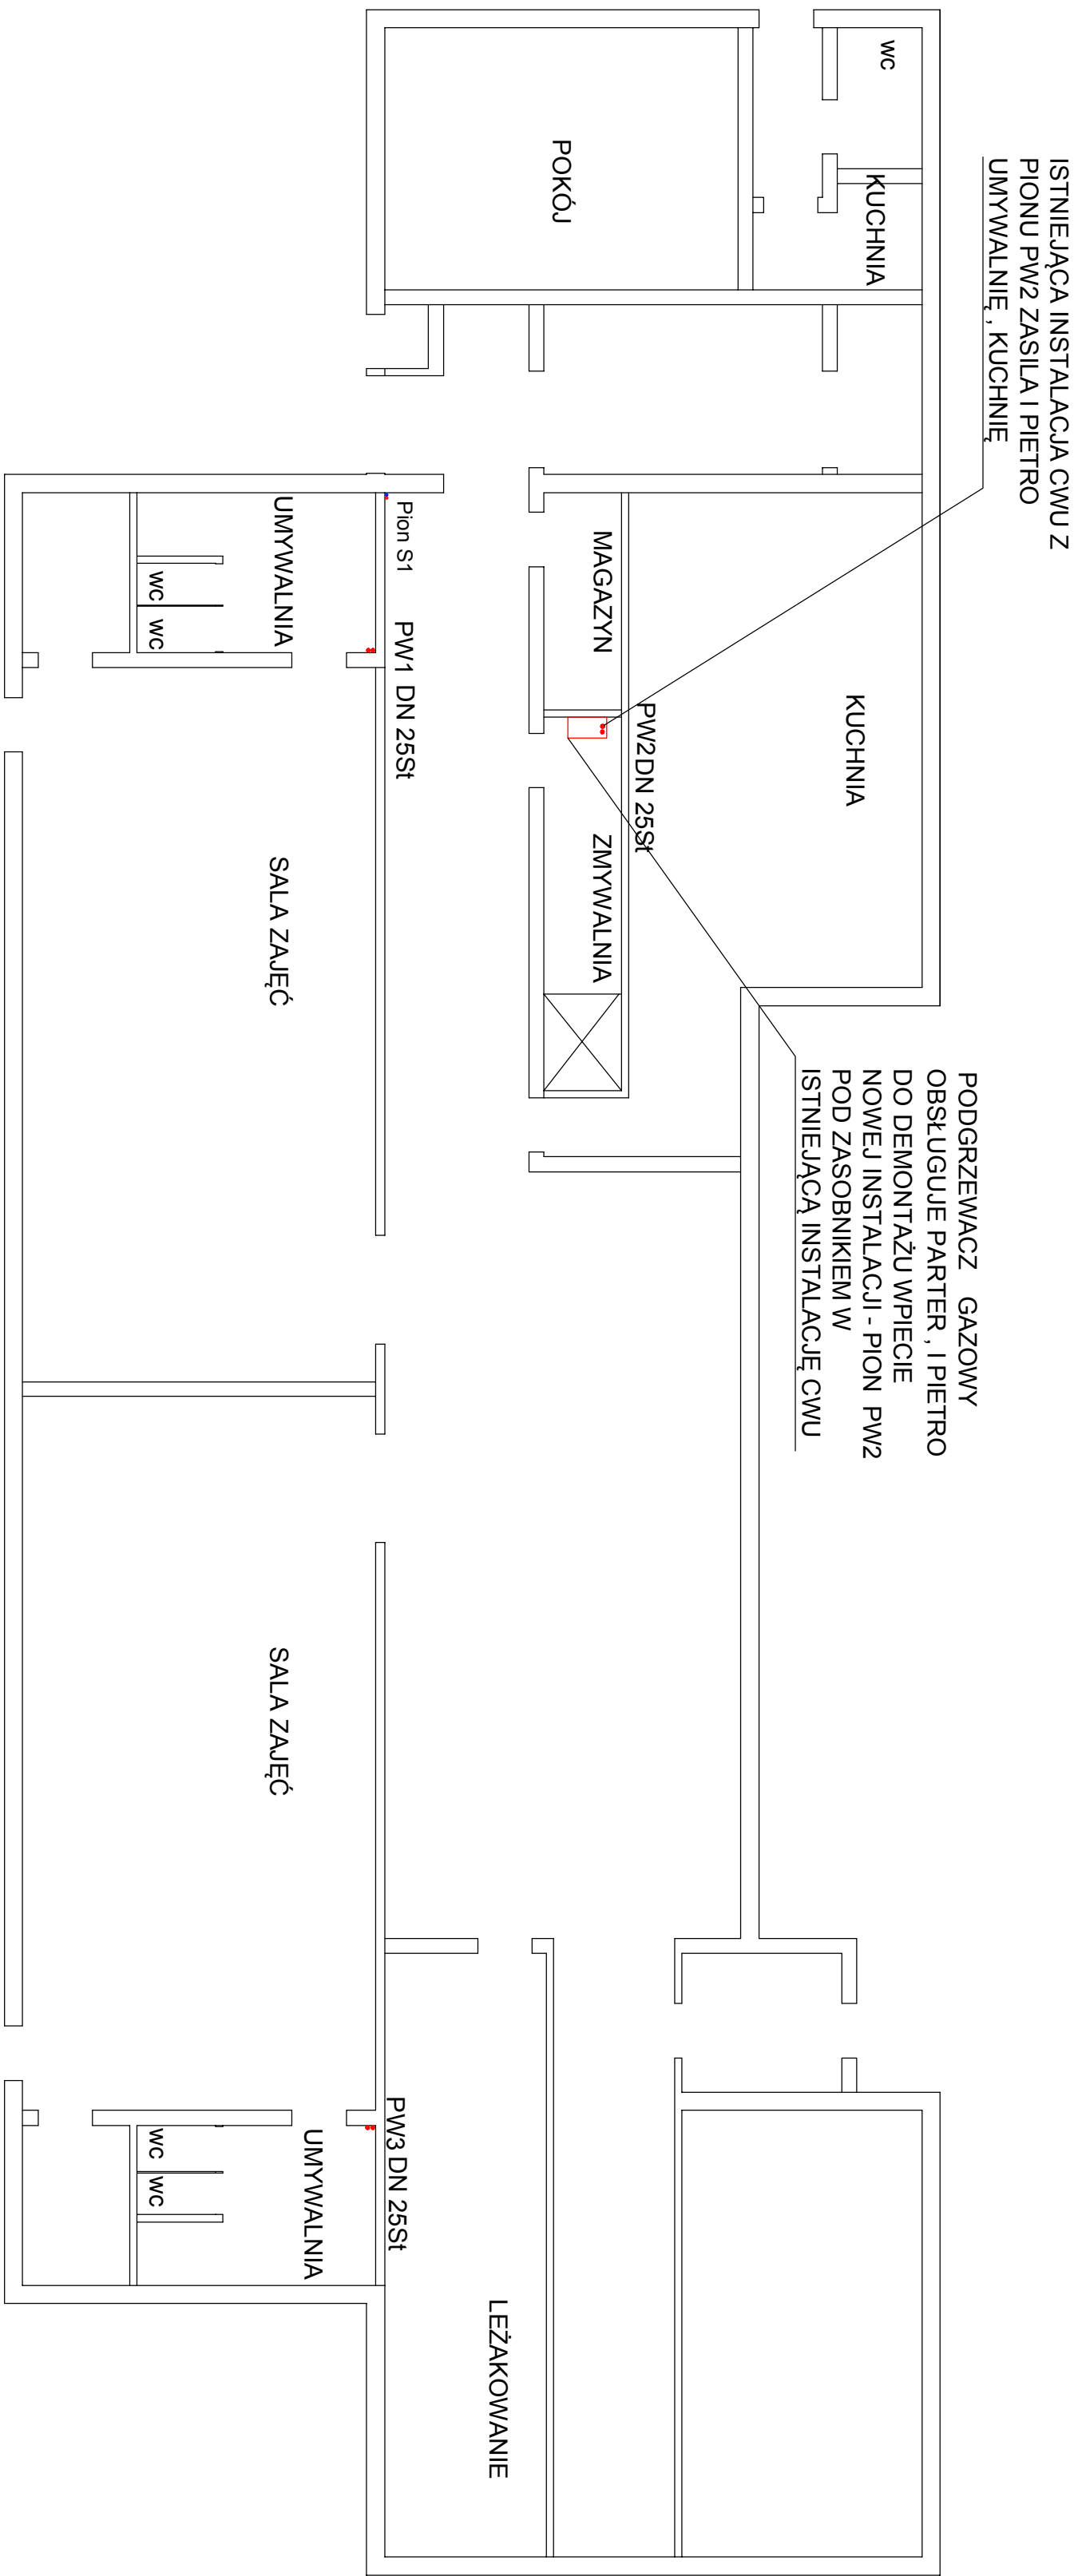 ISTNIEJĄCA INSTALACJA CWU Z
PIONU PW2 ZASILA I PIETRO
UMYWALNIĘ , KUCHNIĘ
PODGRZEWACZ GAZOWY
OBSŁUGUJE PARTER , I PIETRO
DO DEMONTAŻU WPIECIE
NOWEJ INSTALACJI - PION PW2
POD ZASOBNIKIEM W
ISTNIEJĄCĄ INSTALACJĘ CWU
WC
KUCHNIA
KUCHNIA
POKÓJ
PW2DN 25St
MAGAZYN
ZMYWALNIA
LEŻAKOWANIE
Pion S1
PW1 DN 25St
PW3 DN 25St
UMYWALNIA
UMYWALNIA
SALA ZAJĘĆ
SALA ZAJĘĆ
WC
WC
WC
WC